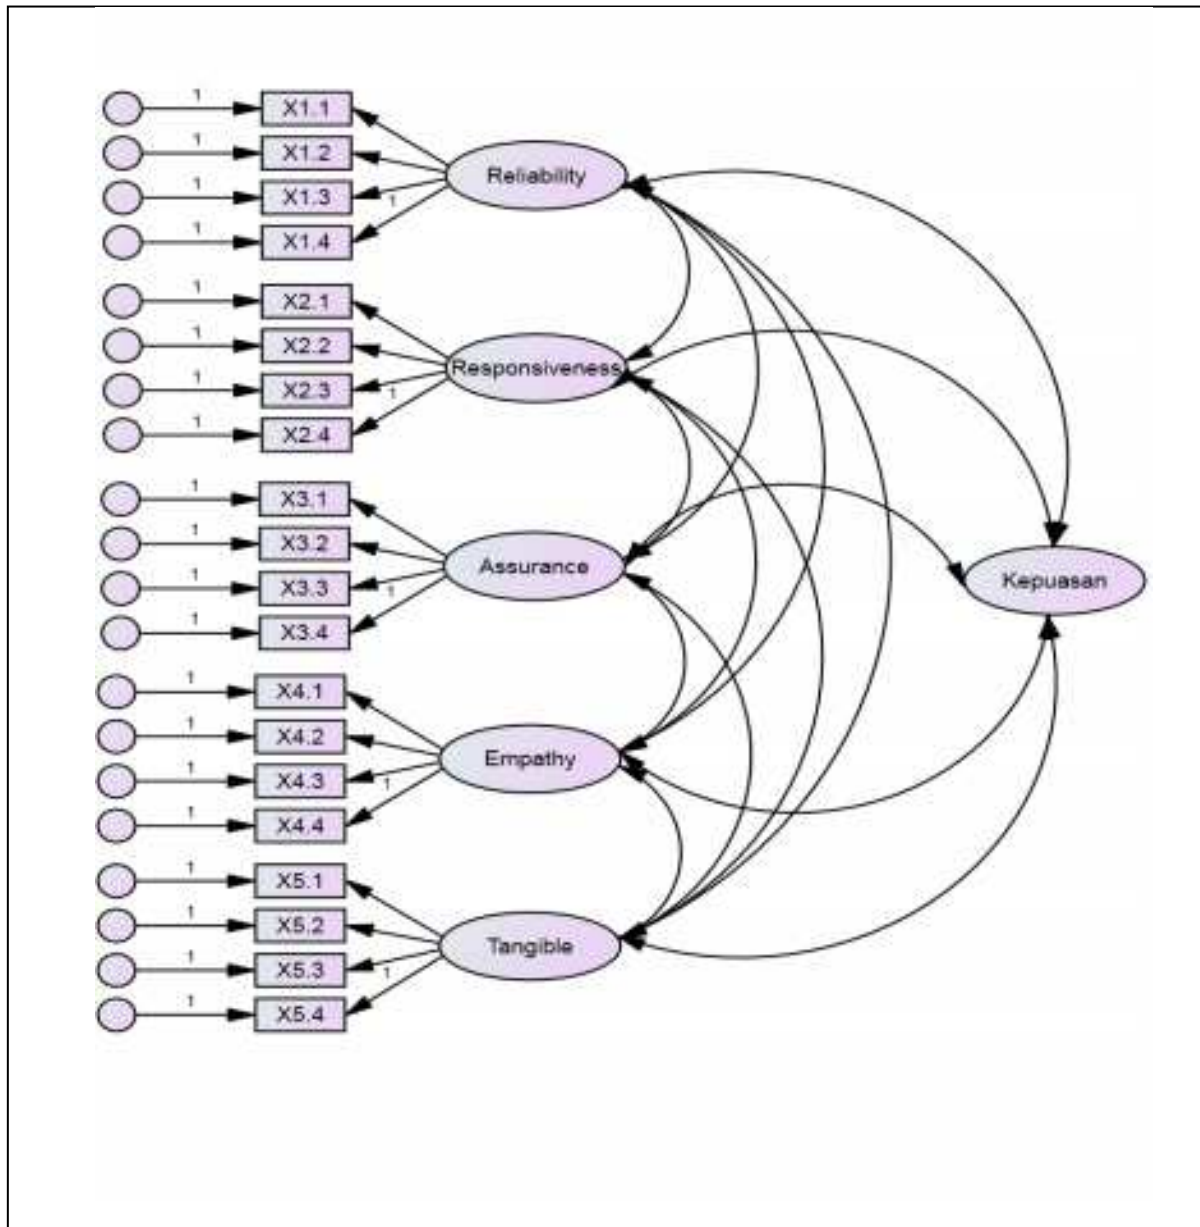 1 X1.1
1 X1.2
Reliability
1 X1.3 1
1 X1.4
1 X2.1
1 X2.2
Responsiveness
1 X2.3 1
1 X2.4
1 X3.1
1 X3.2
Assurance
Kepuasan
1 X3.3 1
1 X3.4
1 X4.1
1 X4.2
Empathy
1 X4.3 1
1 X4.4
1 X5.1
1 X5.2
Tangible
1 X5.3 1
1 X5.4